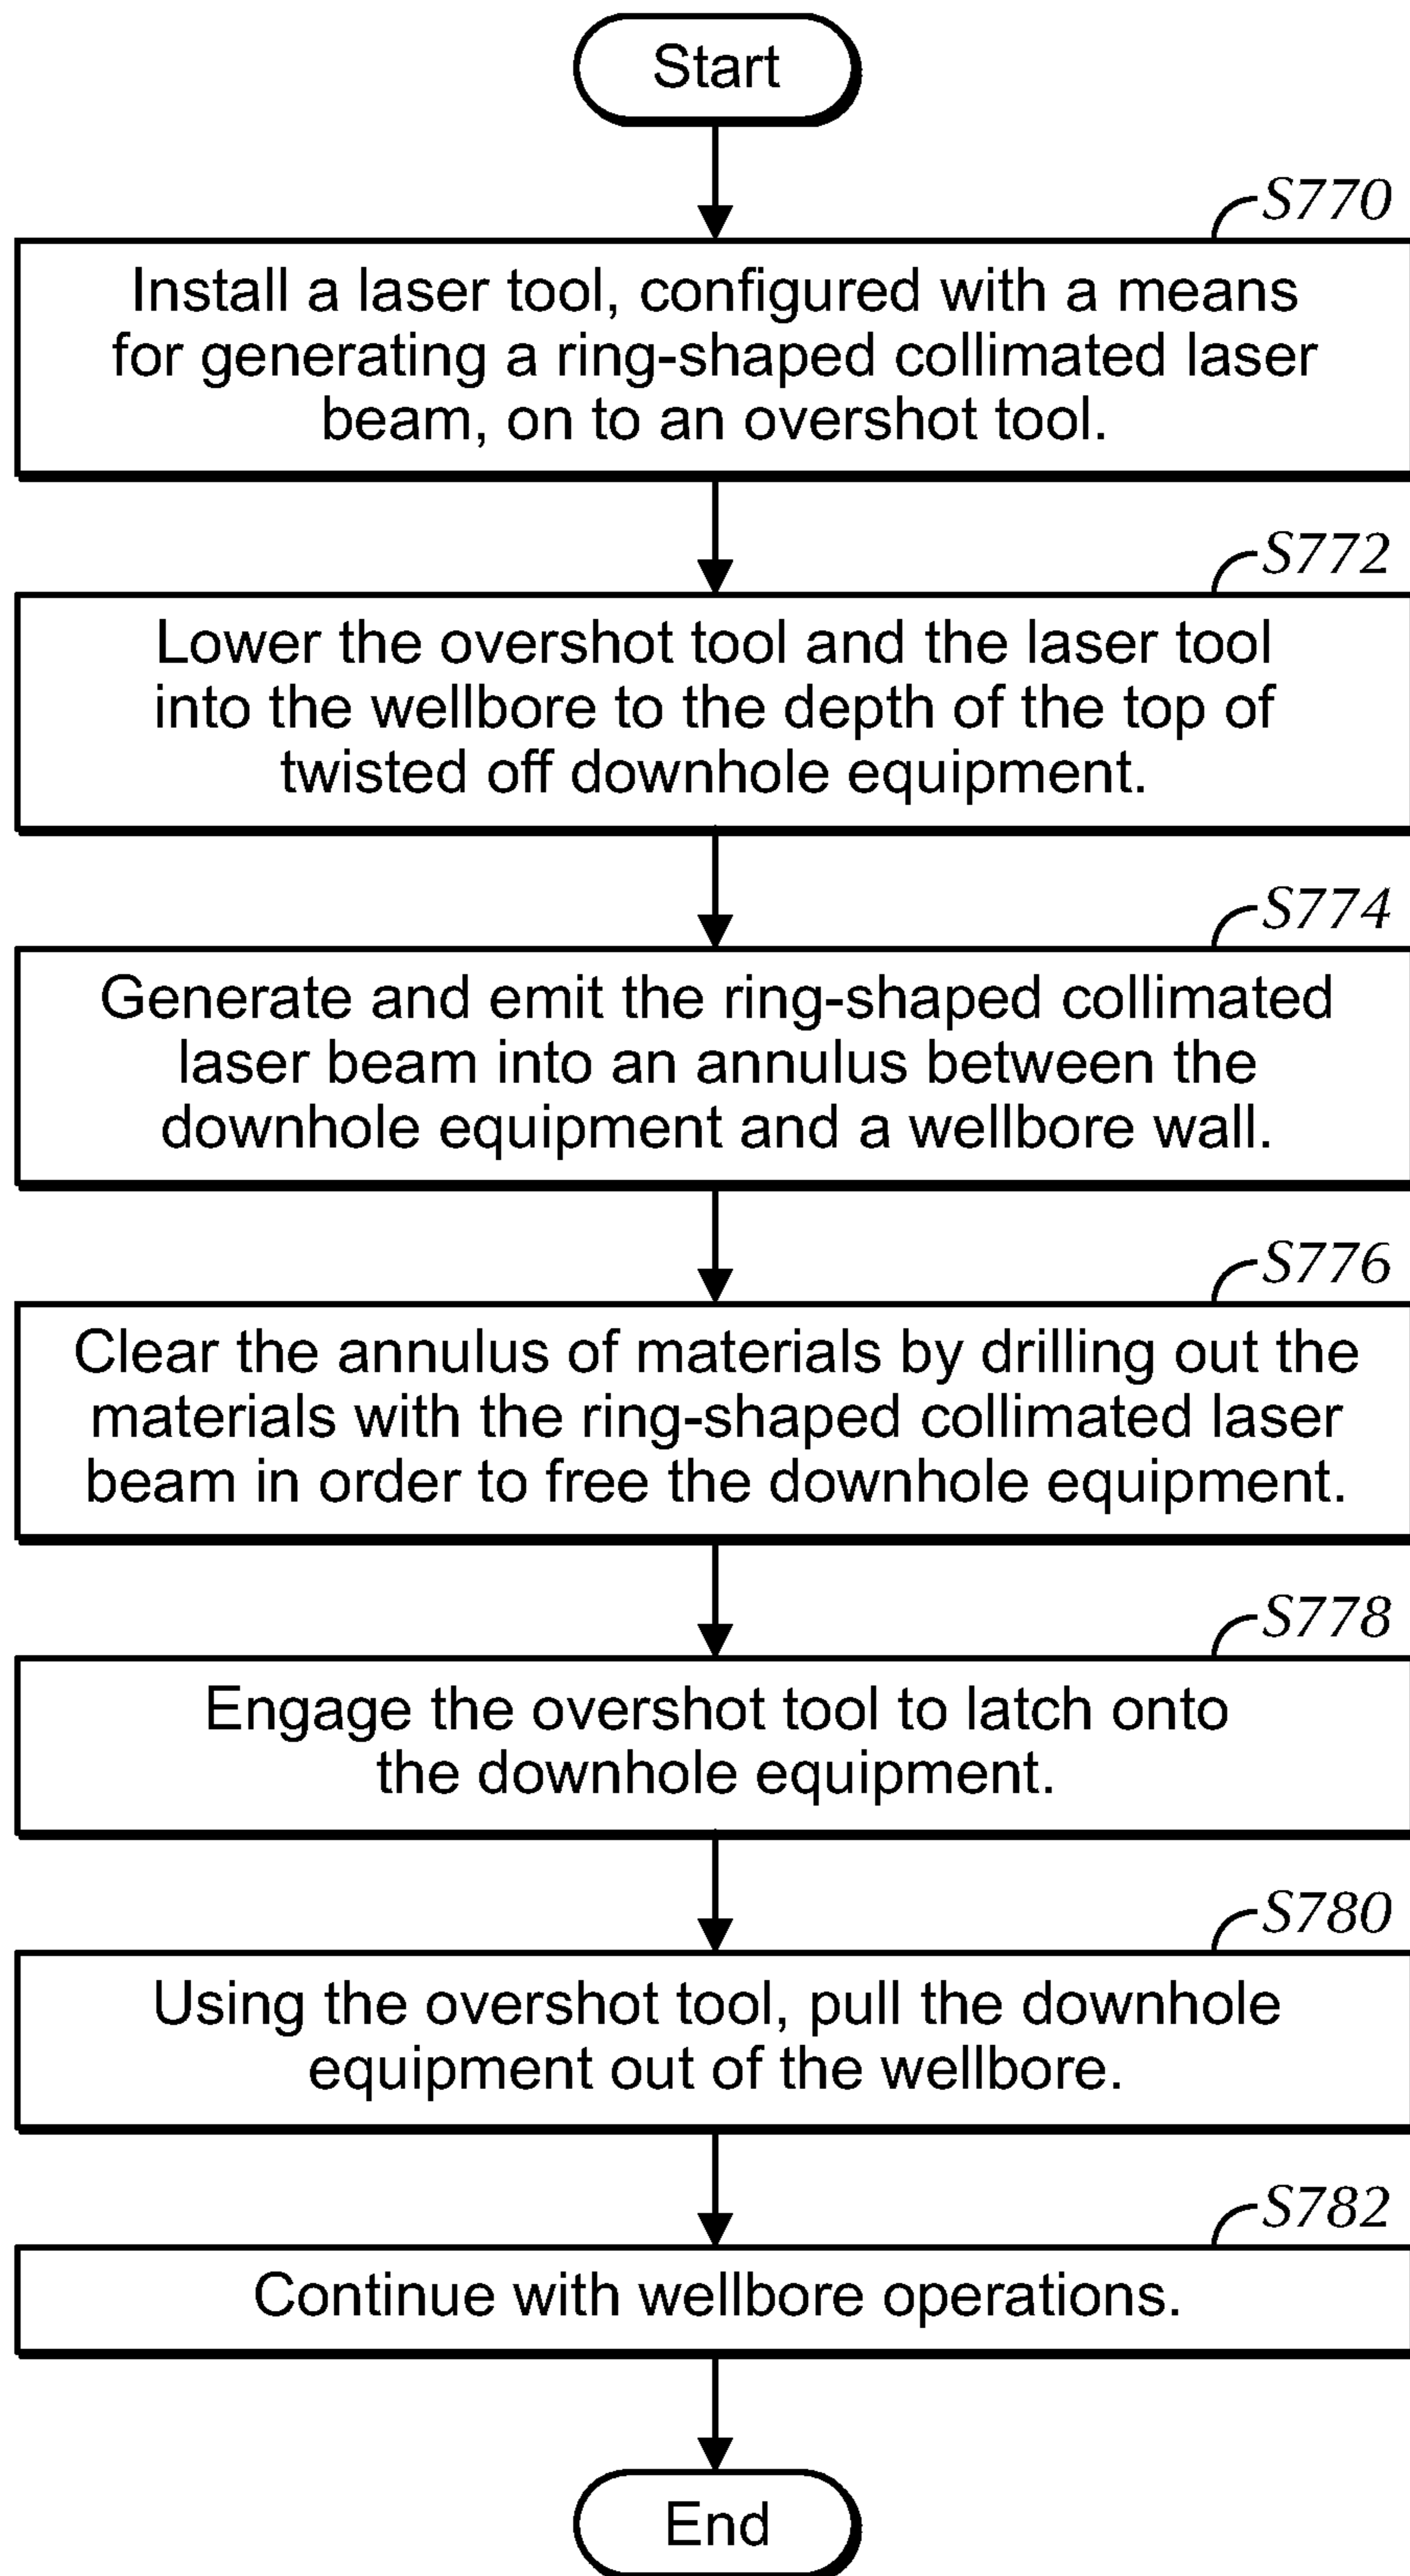 Start
S770
Install a laser tool, configured with a means
for generating a ring-shaped collimated laser
beam, on to an overshot tool.
S772
Lower the overshot tool and the laser tool
into the wellbore to the depth of the top of
twisted off downhole equipment.
S774
Generate and emit the ring-shaped collimated
laser beam into an annulus between the
downhole equipment and a wellbore wall.
S776
Clear the annulus of materials by drilling out the
materials with the ring-shaped collimated laser
beam in order to free the downhole equipment.
S778
Engage the overshot tool to latch onto
the downhole equipment.
S780
Using the overshot tool, pull the downhole
equipment out of the wellbore.
S782
Continue with wellbore operations.
End